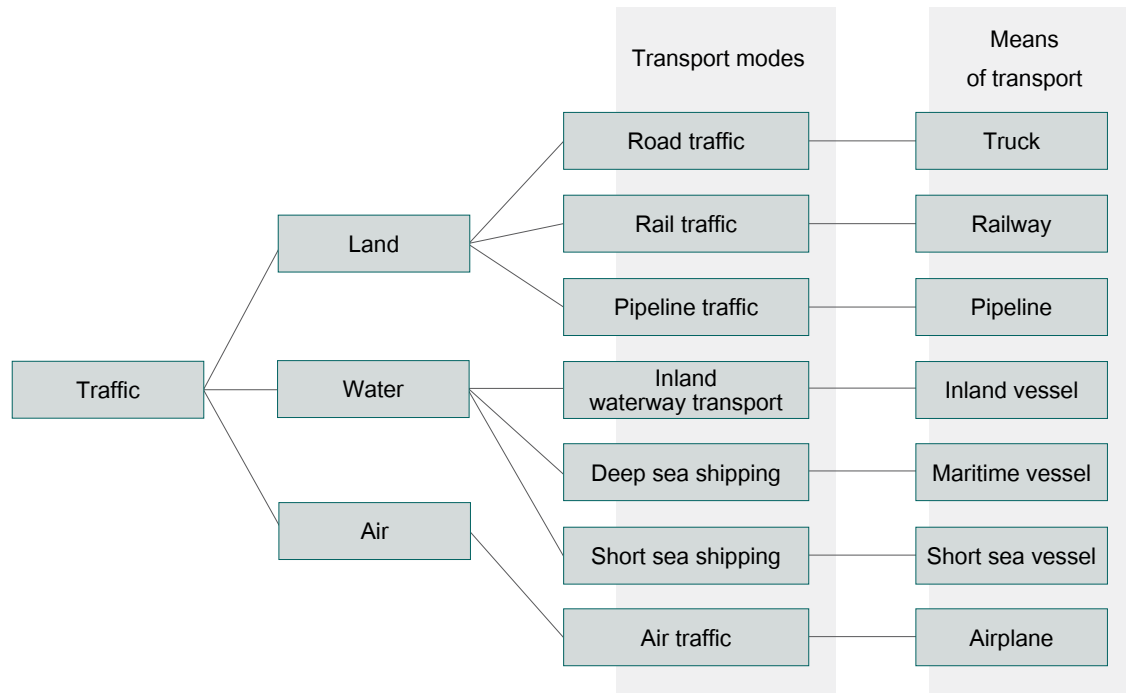 Transport modes
Means
of transport
Road traffic
Truck
Land
Rail traffic
Railway
Pipeline traffic
Pipeline
Traffic
Water
Inland
waterway transport
Inland vessel
Deep sea shipping
Maritime vessel
Air
Short sea shipping
Short sea vessel
Air traffic
Airplane